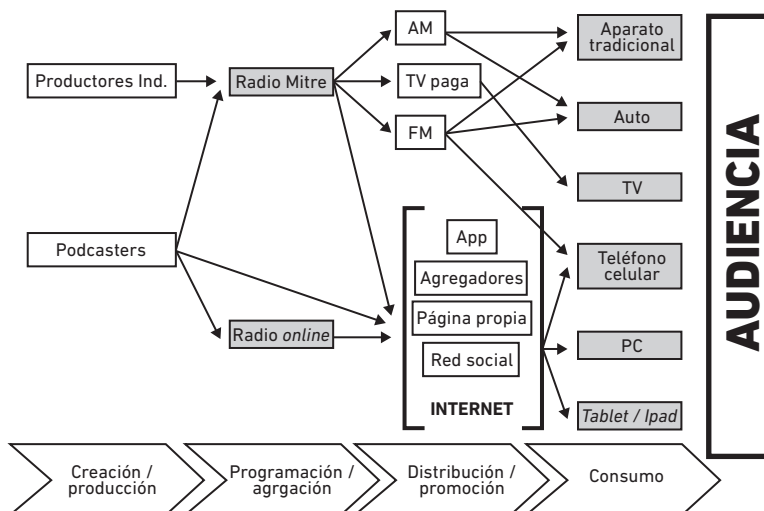 Productores Ind.
Podcasters
Radio Mitre
Radio online
AM
TV paga
FM
App
Agregadores
Página propia
Red social
INTERNET
Aparato
tradicional
Auto
TV
Teléfono
celular
PC
Tablet / Ipad
AUDIENCIA
Creación /
producción
Programación /
agrgación
Distribución /
promoción
Consumo